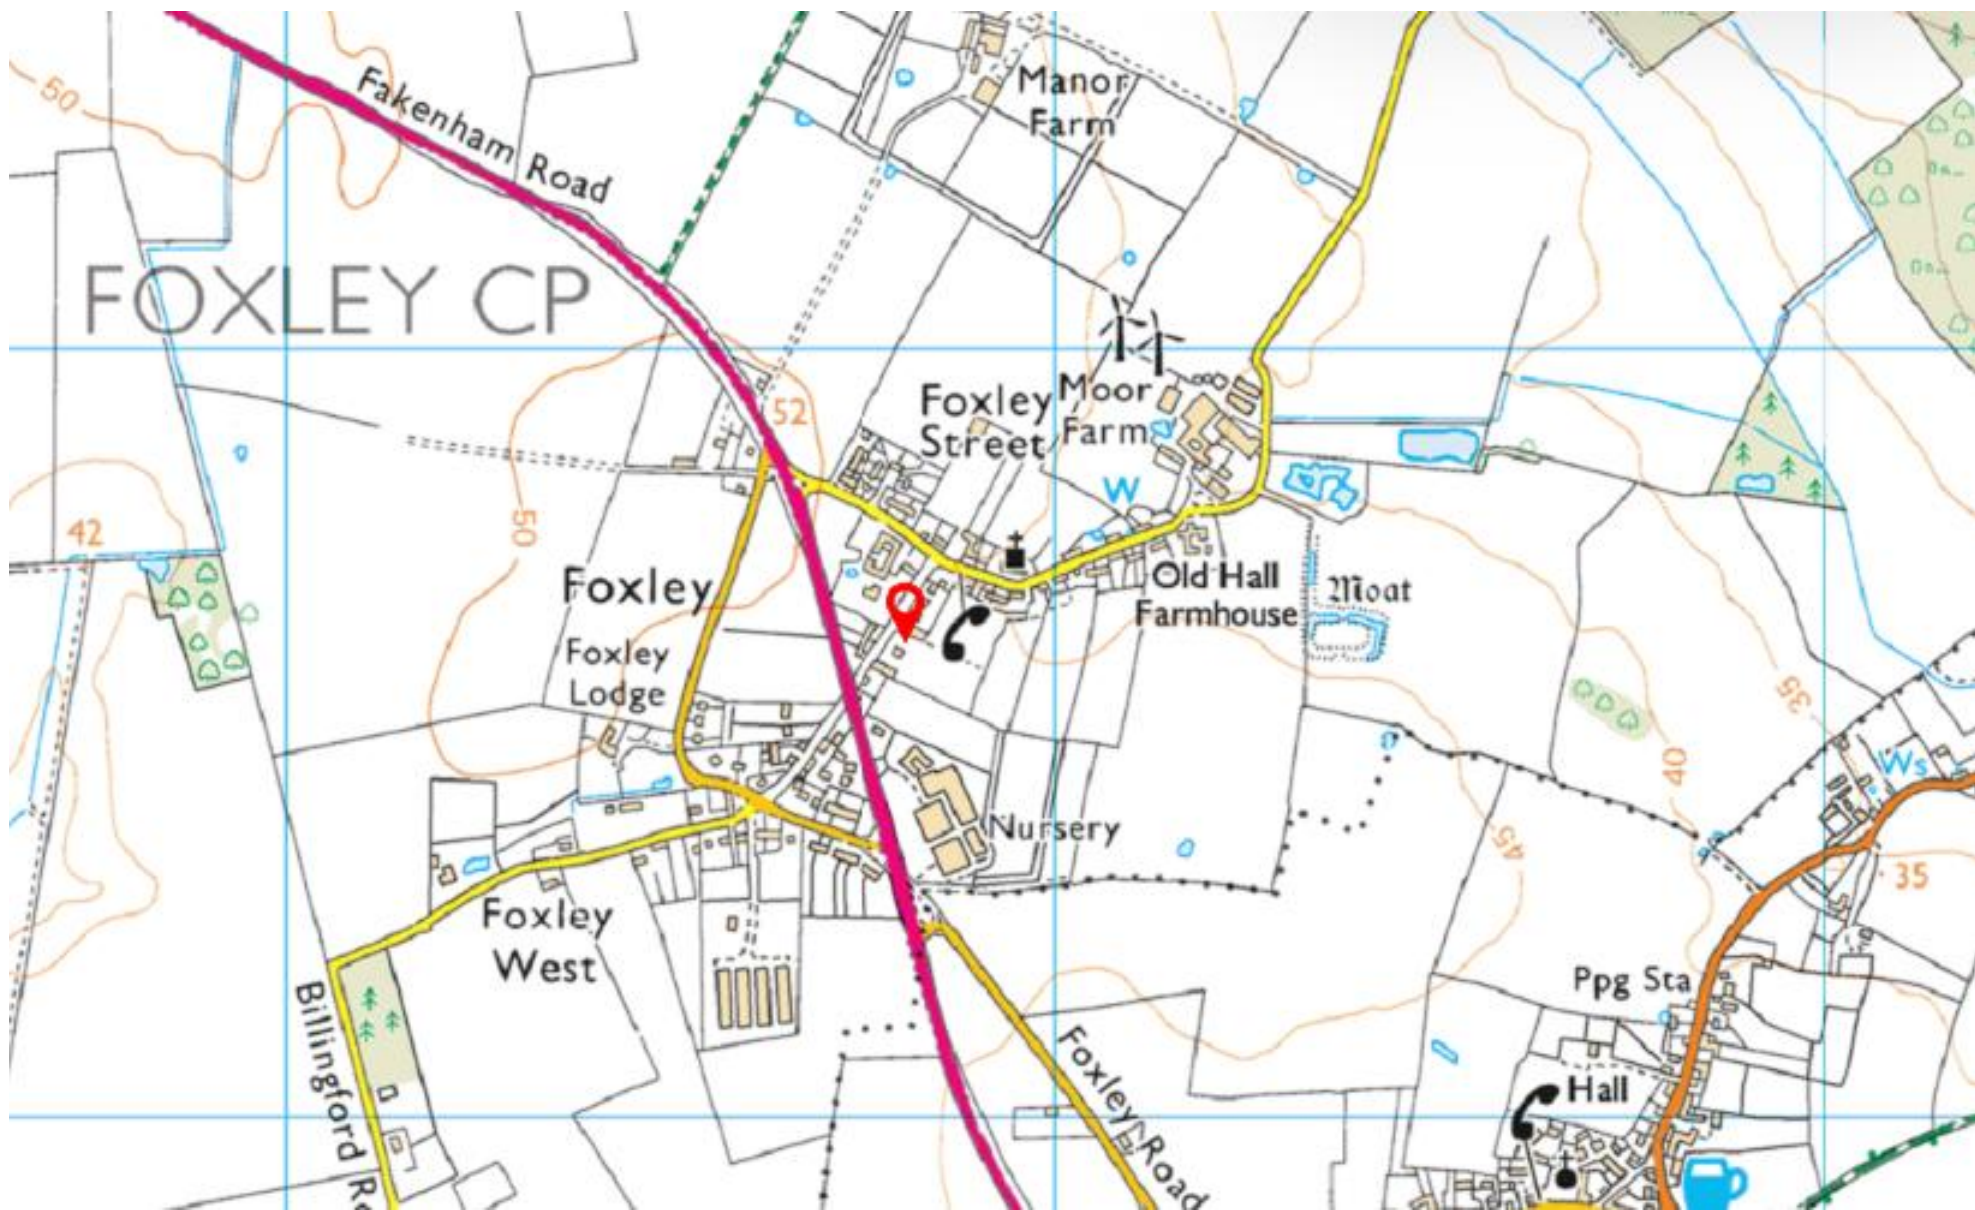 50
Fakenham Road
Manor
Farm
FOXLEY CP
52
Foxley
Street
Moor
Farm
W
50
42
Foxley
Old Hall
Farmhouse
Moat
Foxley
Lodge
35
40
Ws
Nursery
45
35
Foxley
West
Ppg Sta
Billingford R
Foxley Road
Hall